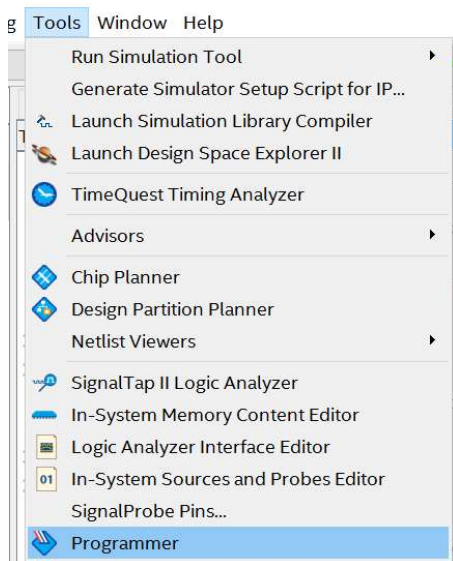 g Tools Window Help
Run Simulation Tool
Generate Simulator Setup Script for IP...
Launch Simulation Library Compiler
Launch Design Space Explorer II
TimeQuest Timing Analyzer
Advisors
Chip Planner
Design Partition Planner
Netlist Viewers
SignalTap II Logic Analyzer
In-System Memory Content Editor
Logic Analyzer Interface Editor
01 In-System Sources and Probes Editor
SignalProbe Pins...
Programmer